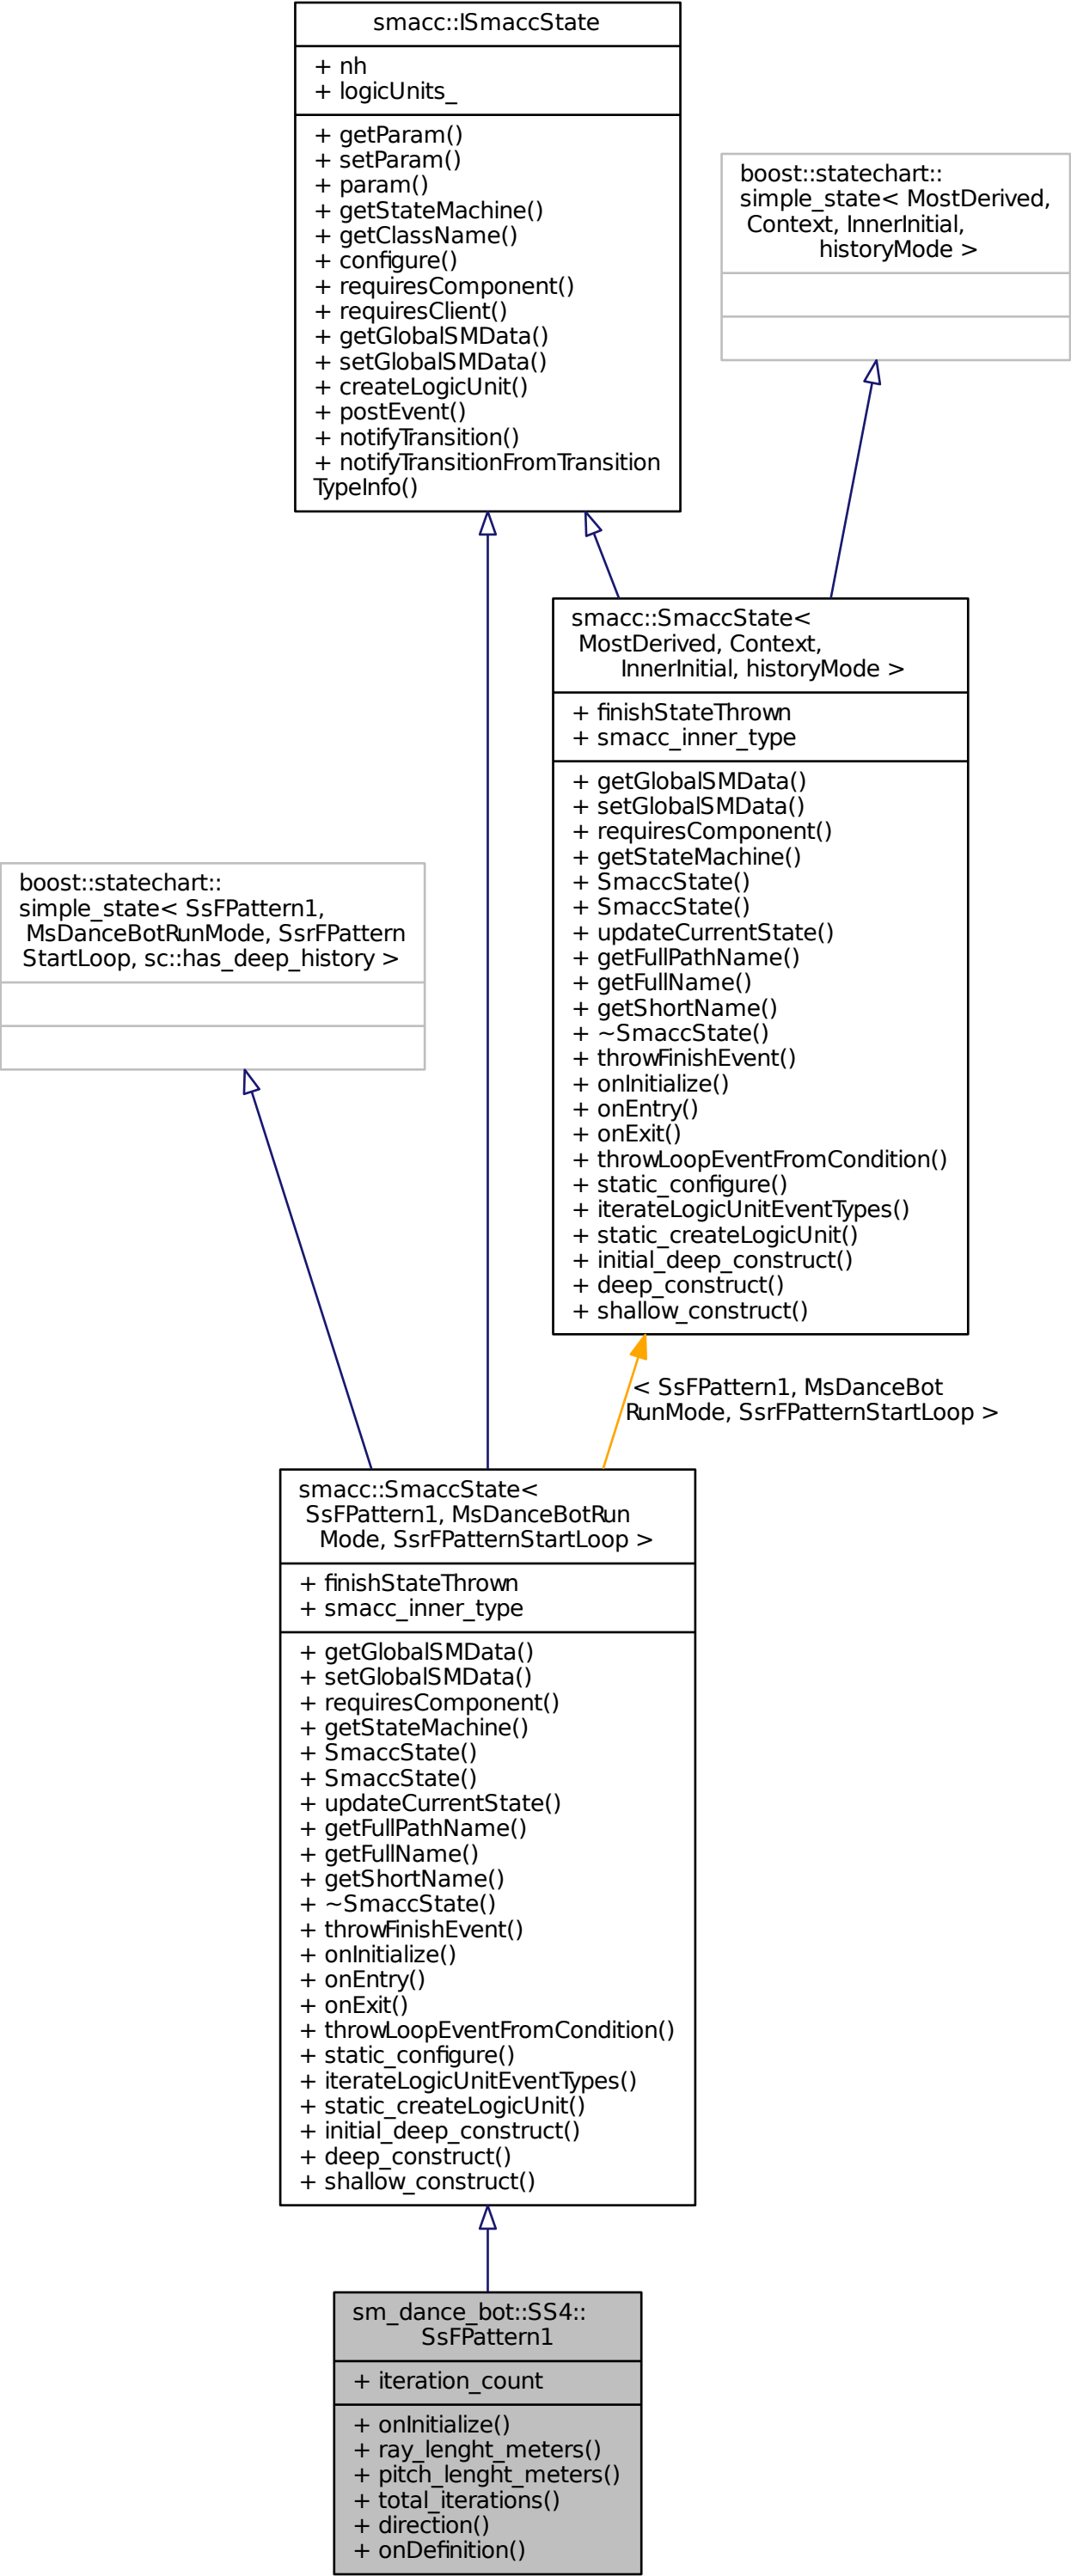 smacc::ISmaccState
+ nh
+ logicUnits_
+ getParam()
+ setParam()
+ param()
+ getStateMachine()
+ getClassName()
+ configure()
+ requiresComponent()
+ requiresClient()
+ getGlobalSMData()
+ setGlobalSMData()
+ createLogicUnit()
+ postEvent()
+ notifyTransition()
+ notifyTransitionFromTransition
TypeInfo()
boost::statechart::
simple_state< MostDerived,
Context, InnerInitial,
historyMode >
smacc::SmaccState<
MostDerived, Context,
InnerInitial, historyMode >
+ finishStateThrown
+ smacc_inner_type
+ getGlobalSMData()
+ setGlobalSMData()
+ requiresComponent()
+ getStateMachine()
+ SmaccState()
+ SmaccState()
+ updateCurrentState()
+ getFullPathName()
+ getFullName()
+ getShortName()
+ ~SmaccState()
+ throwFinishEvent()
+ onInitialize()
+ onEntry()
+ onExit()
+ throwLoopEventFromCondition()
+ static_configure()
+ iterateLogicUnitEventTypes()
+ static_createLogicUnit()
+ initial_deep_construct()
+ deep_construct()
+ shallow_construct()
boost::statechart::
simple_state< SsFPattern1,
MsDanceBotRunMode, SsrFPattern
StartLoop, sc::has_deep_history >
< SsFPattern1, MsDanceBot
RunMode, SsrFPatternStartLoop >
smacc::SmaccState<
SsFPattern1, MsDanceBotRun
Mode, SsrFPatternStartLoop >
+ finishStateThrown
+ smacc_inner_type
+ getGlobalSMData()
+ setGlobalSMData()
+ requiresComponent()
+ getStateMachine()
+ SmaccState()
+ SmaccState()
+ updateCurrentState()
+ getFullPathName()
+ getFullName()
+ getShortName()
+ ~SmaccState()
+ throwFinishEvent()
+ onInitialize()
+ onEntry()
+ onExit()
+ throwLoopEventFromCondition()
+ static_configure()
+ iterateLogicUnitEventTypes()
+ static_createLogicUnit()
+ initial_deep_construct()
+ deep_construct()
+ shallow_construct()
sm_dance_bot::SS4::
SsFPattern1
+ iteration_count
+ onInitialize()
+ ray_lenght_meters()
+ pitch_lenght_meters()
+ total_iterations()
+ direction()
+ onDefinition()